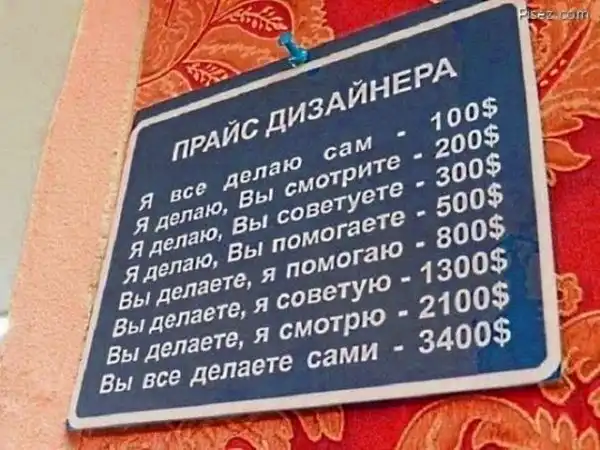 Pisez.com
ПРАЙС ДИЗАЙНЕРА
Я все делаю сам - 100$
Я делаю, Вы смотрите - 200$
Я делаю, Вы советуете - 300$
Я делаю, Вы помогаете - 500$
Вы делаете, я помогаю - 800$
Вы делаете, я советую - 1300$
Вы делаете, я смотрю - 2100$
Вы все делаете сами - 3400$